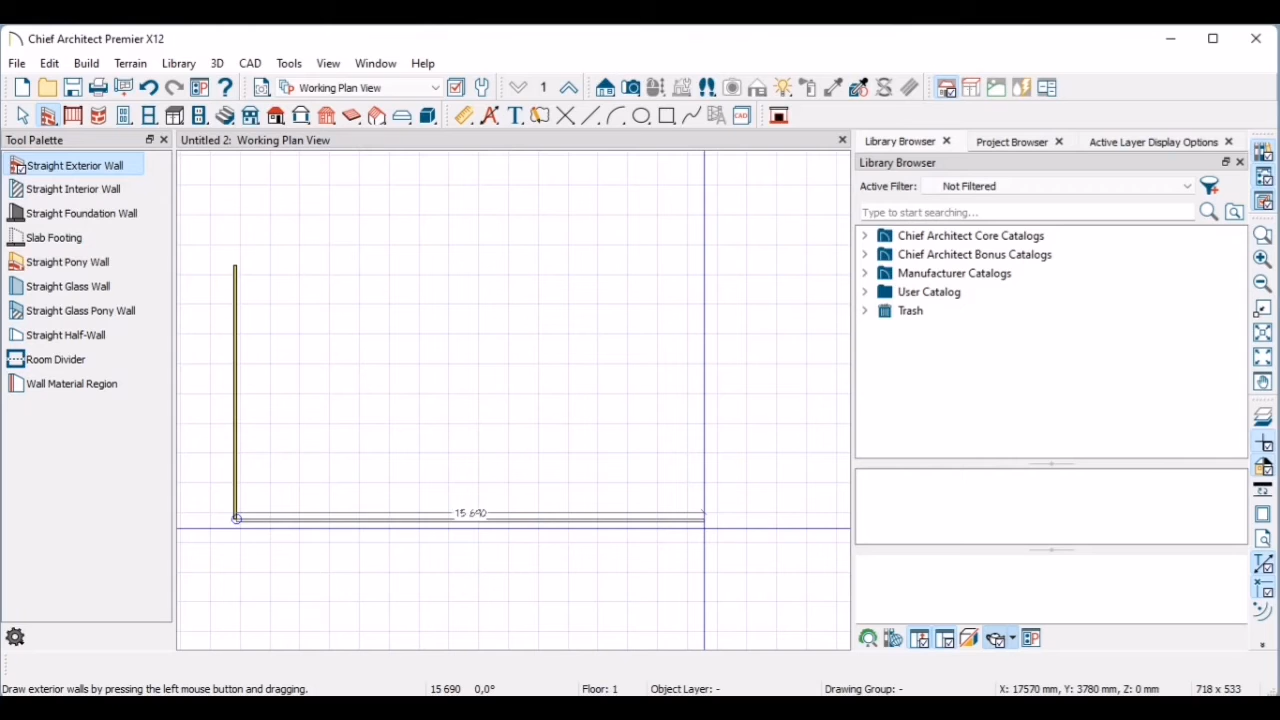 Chief Architect Premier X12
File Edit Build Terrain Library 3D CAD Tools View Window Help
Working Plan View 1
Tool Palette
Untitled 2: Working Plan View
Library Browser Project Browser Active Layer Display Options
Library Browser
Active Filter: Not Filtered
Type to start searching...
Chief Architect Core Catalogs
Chief Architect Bonus Catalogs
Manufacturer Catalogs
User Catalog
Trash
Straight Exterior Wall
Straight Interior Wall
Straight Foundation Wall
Slab Footing
Straight Pony Wall
Straight Glass Wall
Straight Glass Pony Wall
Straight Half-Wall
Room Divider
Wall Material Region
15 690
Draw exterior walls by pressing the left mouse button and dragging. 15 690 0,0° Floor: 1 Object Layer: - Drawing Group: - X: 17570 mm, Y: 3780 mm, Z: 0 mm 718 x 533